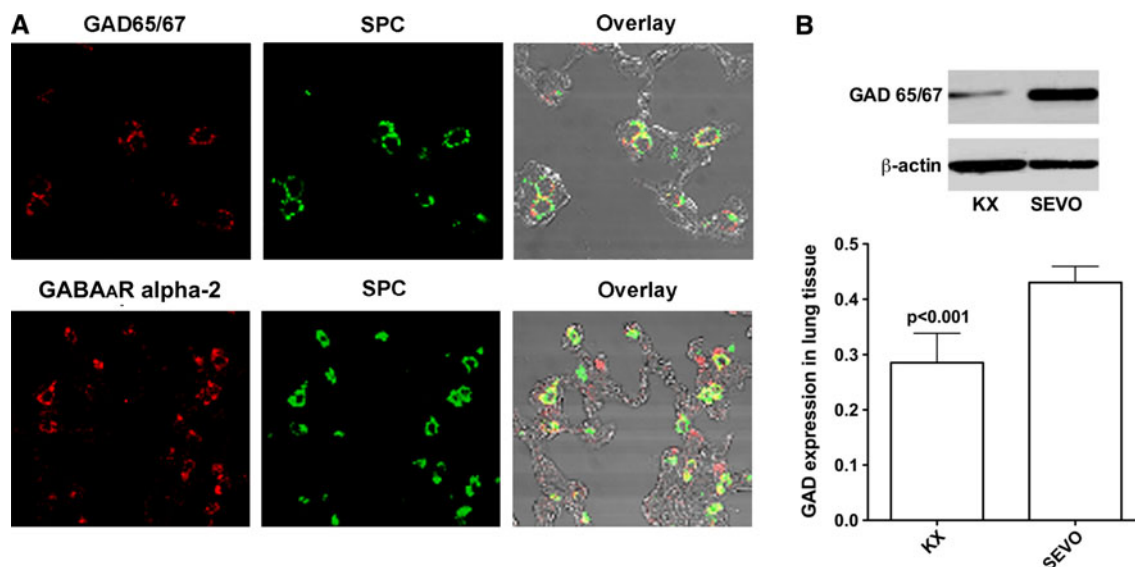 A
GAD65/67 SPC Overlay
GABAAR alpha-2 SPC Overlay
B
GAD 65/67
β-actin
KX SEVO
GAD expression in lung tissue
0.5
0.4
0.3
0.2
0.1
0.0
p<0.001
KX SEVO